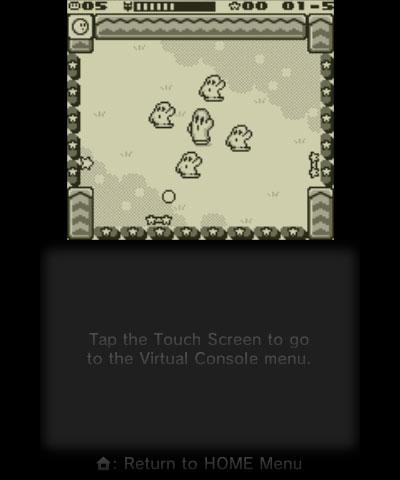 05 00 01-5
Tap the Touch Screen to go
to the Virtual Console menu.
: Return to HOME Menu